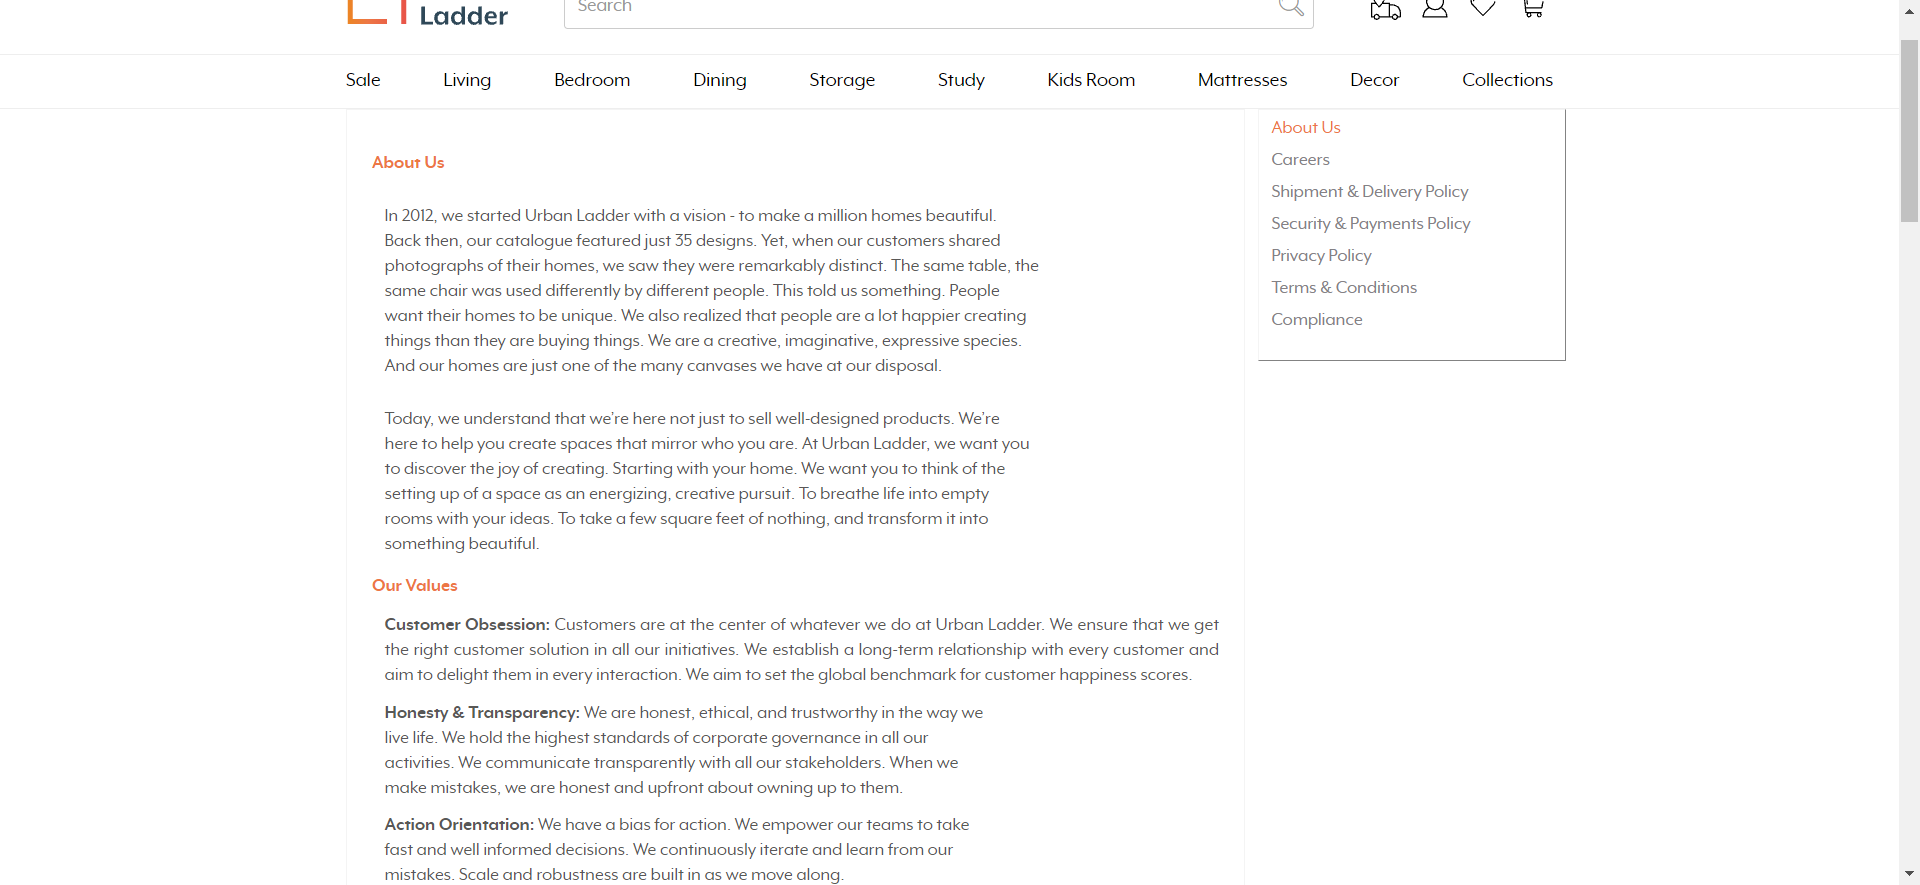 Ladder
Search
Sale Living Bedroom Dining Storage Study Kids Room Mattresses Decor Collections
About Us
In 2012, we started Urban Ladder with a vision - to make a million homes beautiful.
Back then, our catalogue featured just 35 designs. Yet, when our customers shared
photographs of their homes, we saw they were remarkably distinct. The same table, the
same chair was used differently by different people. This told us something. People
want their homes to be unique. We also realized that people are a lot happier creating
things than they are buying things. We are a creative, imaginative, expressive species.
And our homes are just one of the many canvases we have at our disposal.
Today, we understand that we’re here not just to sell well-designed products. We’re
here to help you create spaces that mirror who you are. At Urban Ladder, we want you
to discover the joy of creating. Starting with your home. We want you to think of the
setting up of a space as an energizing, creative pursuit. To breathe life into empty
rooms with your ideas. To take a few square feet of nothing, and transform it into
something beautiful.
Our Values
Customer Obsession: Customers are at the center of whatever we do at Urban Ladder. We ensure that we get
the right customer solution in all our initiatives. We establish a long-term relationship with every customer and
aim to delight them in every interaction. We aim to set the global benchmark for customer happiness scores.
Honesty & Transparency: We are honest, ethical, and trustworthy in the way we
live life. We hold the highest standards of corporate governance in all our
activities. We communicate transparently with all our stakeholders. When we
make mistakes, we are honest and upfront about owning up to them.
Action Orientation: We have a bias for action. We empower our teams to take
fast and well informed decisions. We continuously iterate and learn from our
mistakes. Scale and robustness are built in as we move along.
About Us
Careers
Shipment & Delivery Policy
Security & Payments Policy
Privacy Policy
Terms & Conditions
Compliance